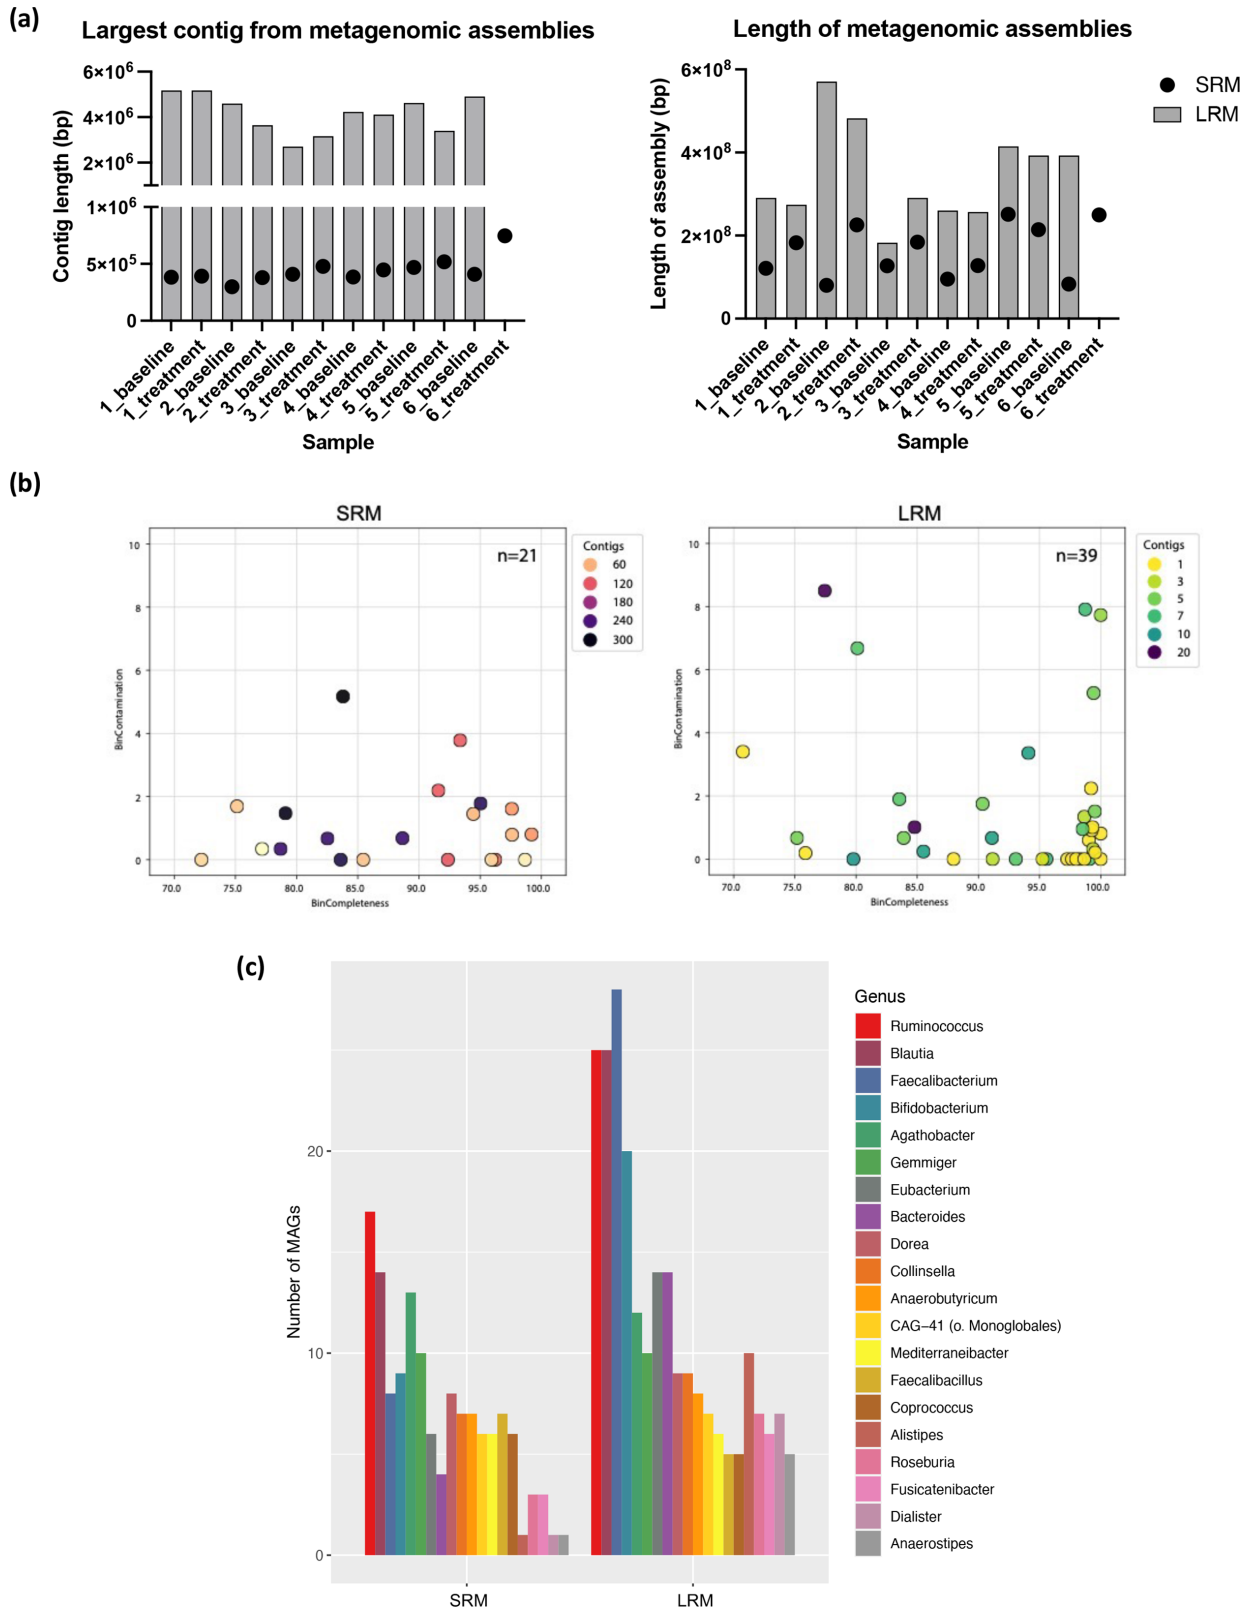 (a)
Largest contig from metagenomic assemblies
Contig length (bp)
6×10⁶
4×10⁶
2×10⁶
1×10⁶
5×10⁵
0
1_baseline
1_treatment
2_baseline
2_treatment
3_baseline
3_treatment
4_baseline
4_treatment
5_baseline
5_treatment
6_baseline
6_treatment
Sample
Length of metagenomic assemblies
Length of assembly (bp)
6×10⁸
4×10⁸
2×10⁸
0
1_baseline
1_treatment
2_baseline
2_treatment
3_baseline
3_treatment
4_baseline
4_treatment
5_baseline
5_treatment
6_baseline
6_treatment
Sample
SRM
LRM
(b)
SRM
n=21
BinContamination
10
8
6
4
2
0
70.0 75.0 80.0 85.0 90.0 95.0 100.0
BinCompleteness
Contigs
60
120
180
240
300
LRM
n=39
BinContamination
10
8
6
4
2
0
70.0 75.0 80.0 85.0 90.0 95.0 100.0
BinCompleteness
Contigs
1
3
5
7
10
20
(c)
Number of MAGs
20
10
0
SRM LRM
Genus
Ruminococcus
Blautia
Faecalibacterium
Bifidobacterium
Agathobacter
Gemmiger
Eubacterium
Bacteroides
Dorea
Collinsella
Anaerobutyricum
CAG−41 (o. Monoglobales)
Mediterraneibacter
Faecalibacillus
Coprococcus
Alistipes
Roseburia
Fusicatenibacter
Dialister
Anaerostipes